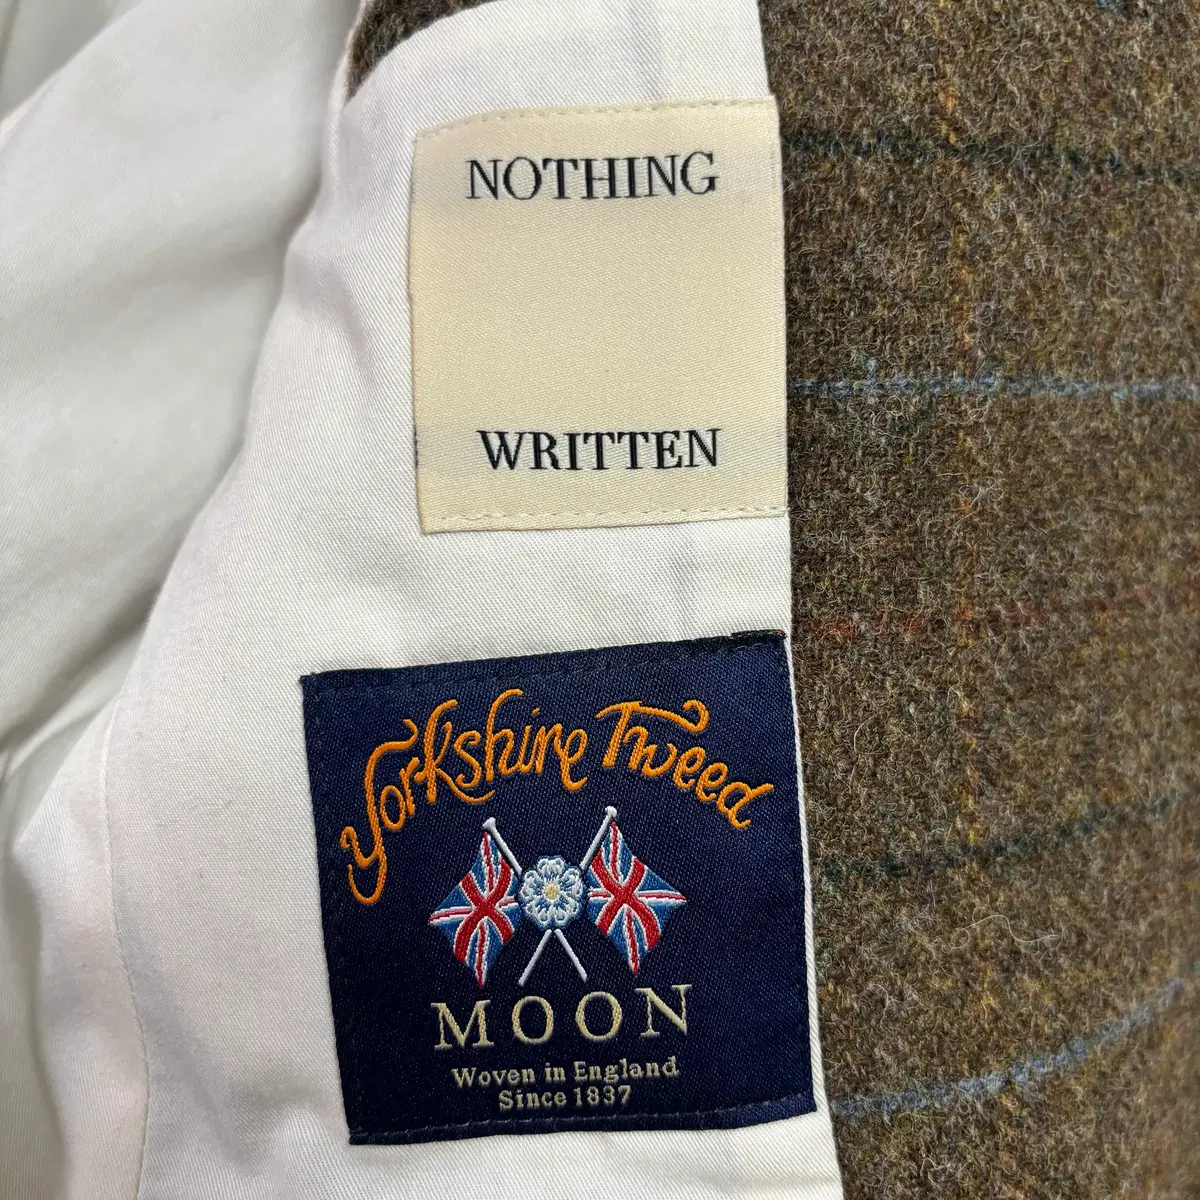 NOTHING
WRITTEN
Yorkshire Tweed
MOON
Woven in England
Since 1837